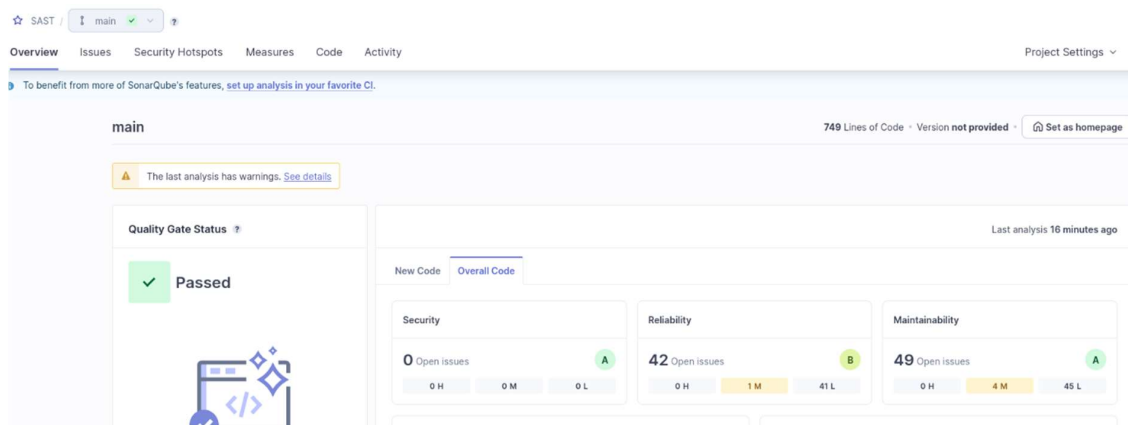 SAST / main
Overview Issues Security Hotspots Measures Code Activity Project Settings
To benefit from more of SonarQube's features, set up analysis in your favorite CI.
main 749 Lines of Code • Version not provided • Set as homepage
The last analysis has warnings. See details
Quality Gate Status ?
Last analysis 16 minutes ago
Passed
New Code Overall Code
Security Reliability Maintainability
0 Open issues A 42 Open issues B 49 Open issues A
0 H 0 M 0 L 0 H 1 M 41 L 0 H 4 M 45 L